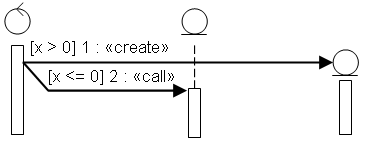 [x > 0] 1 : «create»
[x <= 0] 2 : «call»